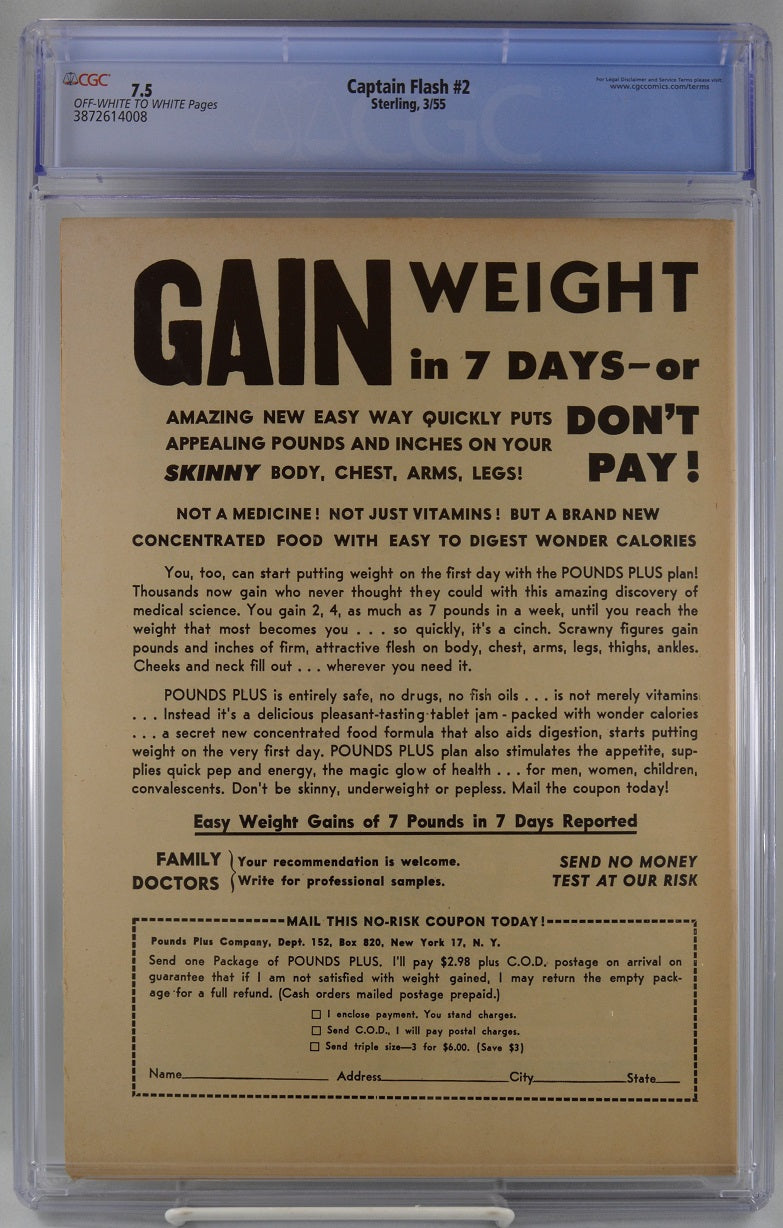 CGC
7.5
OFF-WHITE TO WHITE Pages
3872614008
Captain Flash #2
Sterling, 3/55
For Legal Disclaimer and Service Terms please visit
www.cgccomics.com/terms
CGC
GAIN WEIGHT
in 7 DAYS—or
DON'T
PAY!
AMAZING NEW EASY WAY QUICKLY PUTS
APPEALING POUNDS AND INCHES ON YOUR
SKINNY BODY, CHEST, ARMS, LEGS!
NOT A MEDICINE! NOT JUST VITAMINS! BUT A BRAND NEW
CONCENTRATED FOOD WITH EASY TO DIGEST WONDER CALORIES
You, too, can start putting weight on the first day with the POUNDS PLUS plan!
Thousands now gain who never thought they could with this amazing discovery of
medical science. You gain 2, 4, as much as 7 pounds in a week, until you reach the
weight that most becomes you . . . so quickly, it's a cinch. Scrawny figures gain
pounds and inches of firm, attractive flesh on body, chest, arms, legs, thighs, ankles.
Cheeks and neck fill out . . . wherever you need it.
POUNDS PLUS is entirely safe, no drugs, no fish oils . . . is not merely vitamins
. . . Instead it's a delicious pleasant-tasting tablet jam-packed with wonder calories
. . . a secret new concentrated food formula that also aids digestion, starts putting
weight on the very first day. POUNDS PLUS plan also stimulates the appetite, sup-
plies quick pep and energy, the magic glow of health . . . for men, women, children,
convalescents. Don't be skinny, underweight or pepless. Mail the coupon today!
Easy Weight Gains of 7 Pounds in 7 Days Reported
FAMILY
DOCTORS
Your recommendation is welcome.
Write for professional samples.
SEND NO MONEY
TEST AT OUR RISK
MAIL THIS NO-RISK COUPON TODAY!
Pounds Plus Company, Dept. 152, Box 820, New York 17, N. Y.
Send one Package of POUNDS PLUS. I'll pay $2.98 plus C.O.D. postage on arrival on
guarantee that if I am not satisfied with weight gained, I may return the empty pack-
age for a full refund. (Cash orders mailed postage prepaid.)
I enclose payment. You stand charges.
Send C.O.D., I will pay postal charges.
Send triple size—3 for $6.00. (Save $3)
Name Address City State